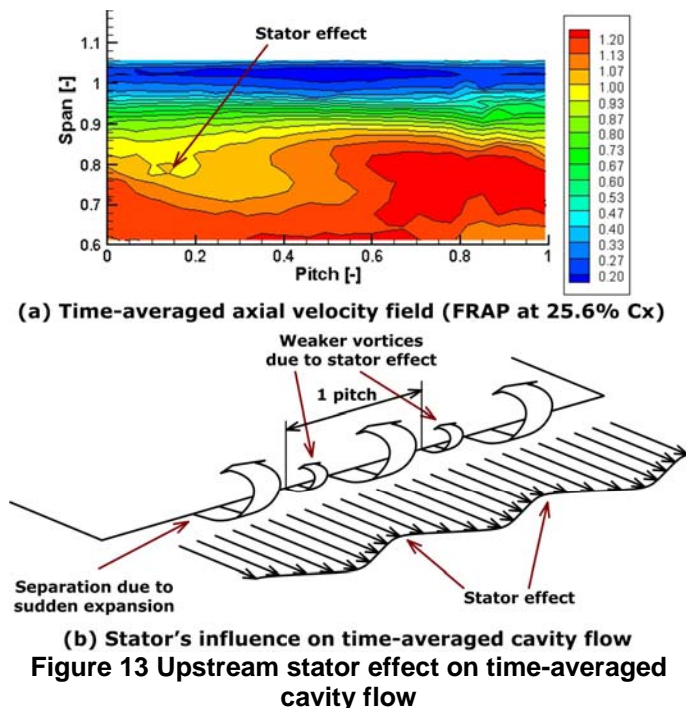 Stator effect
1.1
1
0.9
0.8
0.7
0.6
Span [-]
0
0.2
0.4
0.6
0.8
1
Pitch [-]
1.20
1.13
1.07
1.00
0.93
0.87
0.80
0.73
0.67
0.60
0.53
0.47
0.40
0.33
0.27
0.20
(a) Time-averaged axial velocity field (FRAP at 25.6% Cx)
Weaker vortices
due to stator effect
1 pitch
Separation due to
sudden expansion
Stator effect
(b) Stator's influence on time-averaged cavity flow
Figure 13 Upstream stator effect on time-averaged
cavity flow